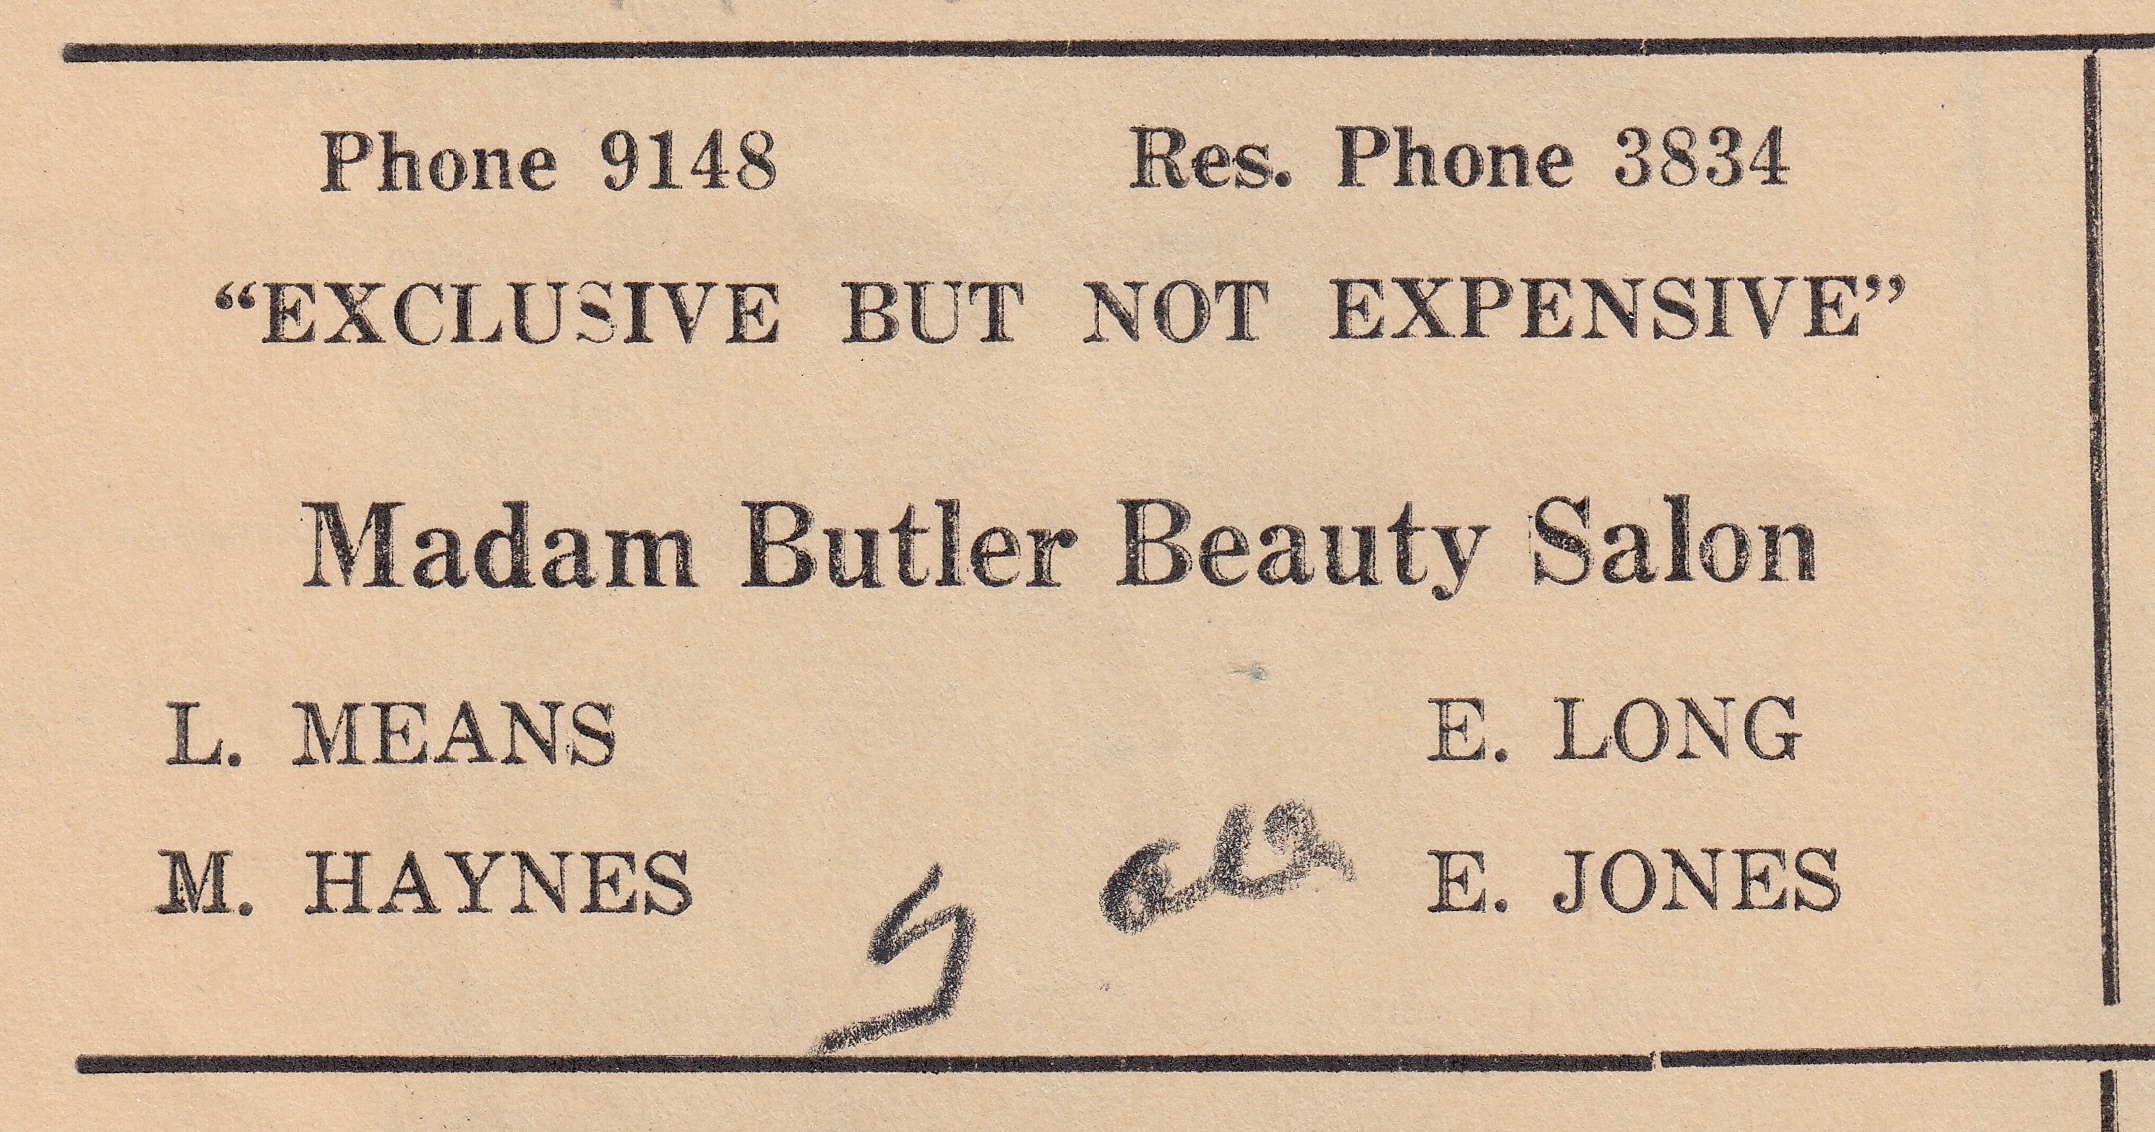 Phone 9148 Res. Phone 3834
“EXCLUSIVE BUT NOT EXPENSIVE”
Madam Butler Beauty Salon
L. MEANS E. LONG
M. HAYNES E. JONES